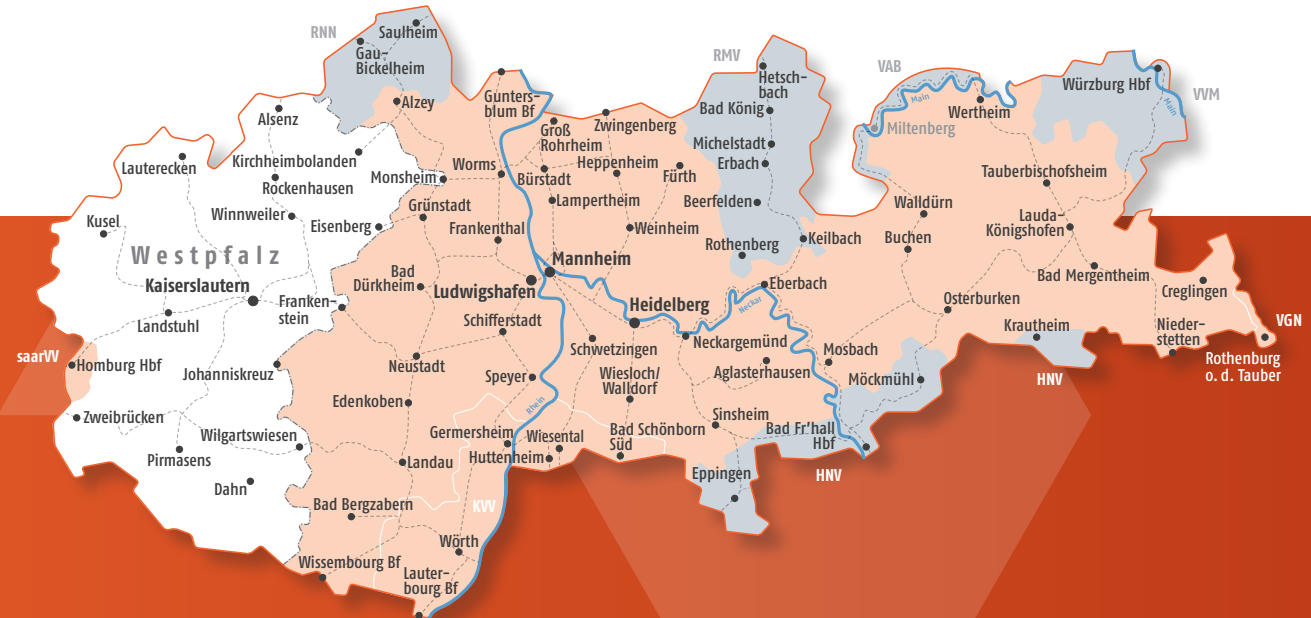 RNN
Saulheim
Gau-
Bickelheim
Alzey
Alsenz
Lauterecken
Kirchheimbolanden
Rockenhausen
Monsheim
Kusel
Winnweiler
Eisenberg
Westpfalz
Kaiserslautern
Landstuhl
Franken-
stein
saarVV
Homburg Hbf
Johanniskreuz
Zweibrücken
Wilgartswiesen
Pirmasens
Dahn
Gunters-
blum Bf
Worms
Groß
Rohrheim
Zwingenberg
Bürstadt
Heppenheim
Fürth
Lampertheim
Grünstadt
Frankenthal
Weinheim
Bad
Dürkheim
Mannheim
Ludwigshafen
Heidelberg
Schifferstadt
Neustadt
Speyer
Schwetzingen
Wiesloch/
Walldorf
Neckargemünd
Aglasterhausen
Edenkoben
Rhein
Germersheim
Wiesental
Huttenheim
Bad Schönborn
Süd
Sinsheim
Bad Fr'hall
Hbf
Landau
Eppingen
HNV
Bad Bergzabern
KVV
Wörth
Wissembourg Bf
Lauter-
bourg Bf
RMV
Hetsch-
bach
Bad König
Michelstadt
Erbach
Beerfelden
Rothenberg
Keilbach
Eberbach
Neckar
Mosbach
Möckmühl
VAB
Main
Miltenberg
Wertheim
Würzburg Hbf
Main
VVM
Tauberbischofsheim
Walldürn
Buchen
Lauda-
Königshofen
Bad Mergentheim
Osterburken
Krautheim
HNV
Creglingen
Nieder-
stetten
VGN
Rothenburg
o. d. Tauber